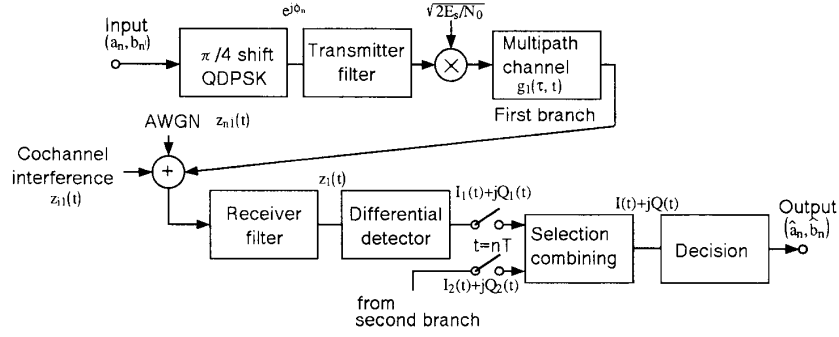 Input
(aₙ, bₙ)
e^jϕₙ
π/4 shift
QDPSK
Transmitter
filter
√2Eₛ/N₀
×
Multipath
channel
g₁(τ, t)
First branch
AWGN zₙ₁(t)
Cochannel
interference
zᵢ₁(t)
+
Receiver
filter
z₁(t)
Differential
detector
I₁(t)+jQ₁(t)
t=nT
I₂(t)+jQ₂(t)
from
second branch
Selection
combining
I(t)+jQ(t)
Decision
Output
(âₙ, b̂ₙ)